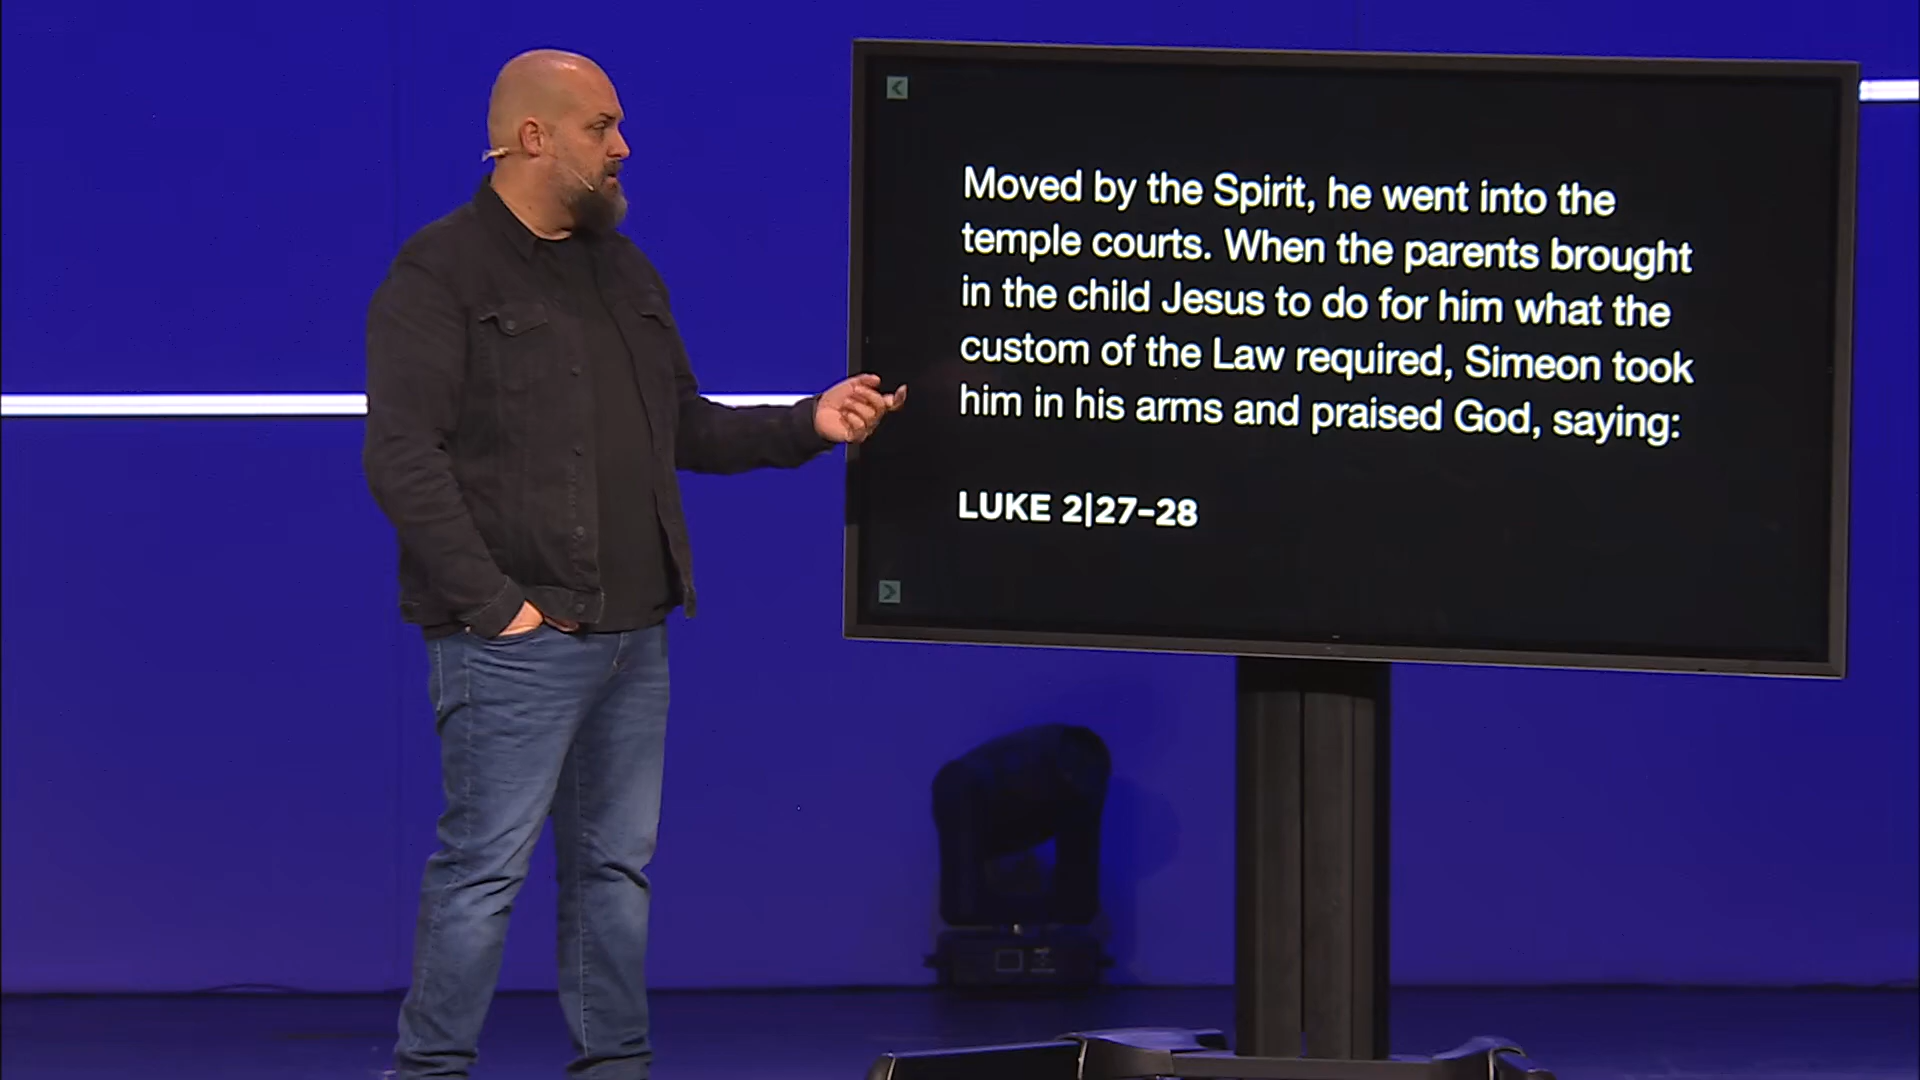 Moved by the Spirit, he went into the
temple courts. When the parents brought
in the child Jesus to do for him what the
custom of the Law required, Simeon took
him in his arms and praised God, saying:
LUKE 2|27–28